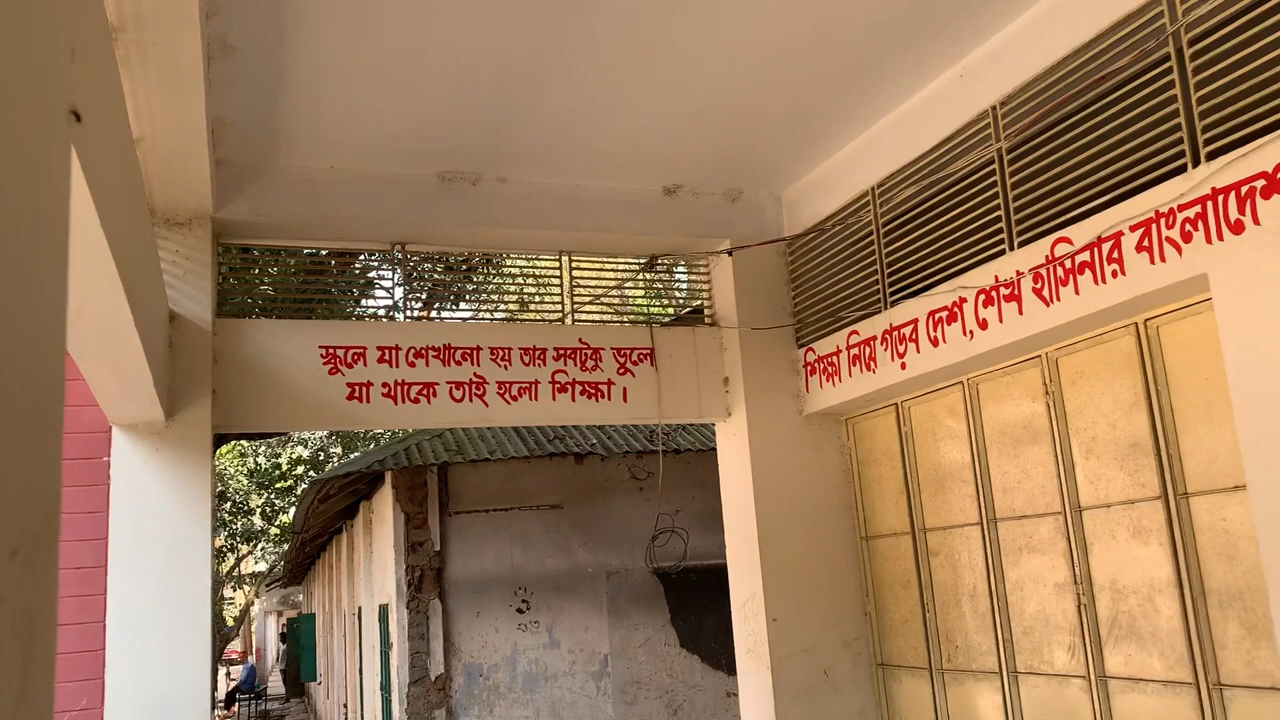 স্কুলে যা শেখানো হয় তার সবটুকু ভুলে
যা থাকে তাই হলো শিক্ষা।
শিক্ষা নিয়ে গড়ব দেশ, শেখ হাসিনার বাংলাদেশ